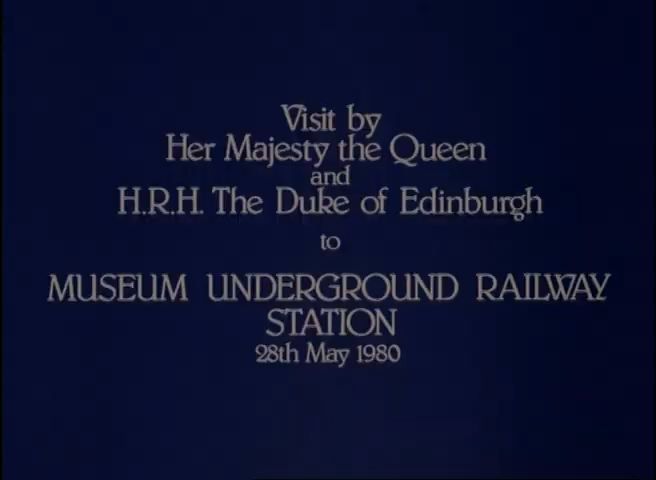 Visit by
Her Majesty the Queen
and
H.R.H. The Duke of Edinburgh
to
MUSEUM UNDERGROUND RAILWAY
STATION
28th May 1980